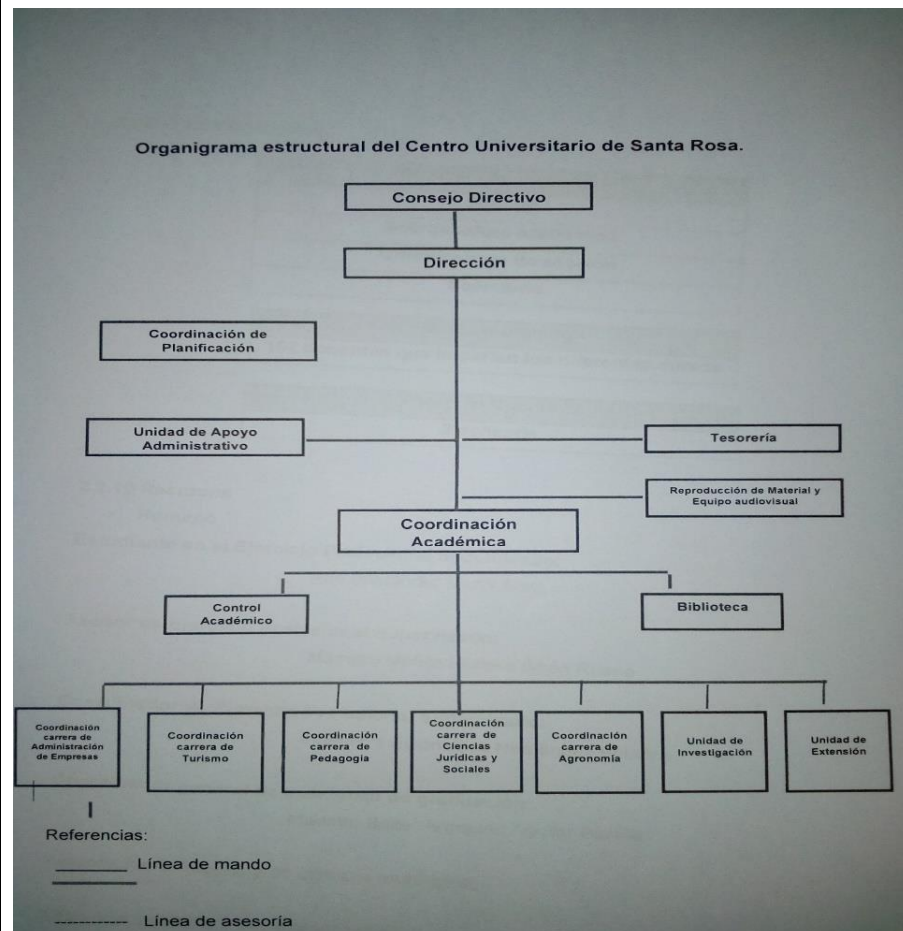 Organigrama estructural del Centro Universitario de Santa Rosa.
Consejo Directivo
Dirección
Coordinación de
Planificación
Unidad de Apoyo
Administrativo
Tesorería
Reproducción de Material y
Equipo audiovisual
Coordinación
Académica
Control
Académico
Biblioteca
Coordinación
carrera de
Administración
de Empresas
Coordinación
carrera de
Turismo
Coordinación
carrera de
Pedagogía
Coordinación
carrera de
Ciencias
Jurídicas y
Sociales
Coordinación
carrera de
Agronomía
Unidad de
Investigación
Unidad de
Extensión
Referencias:
Línea de mando
Línea de asesoría